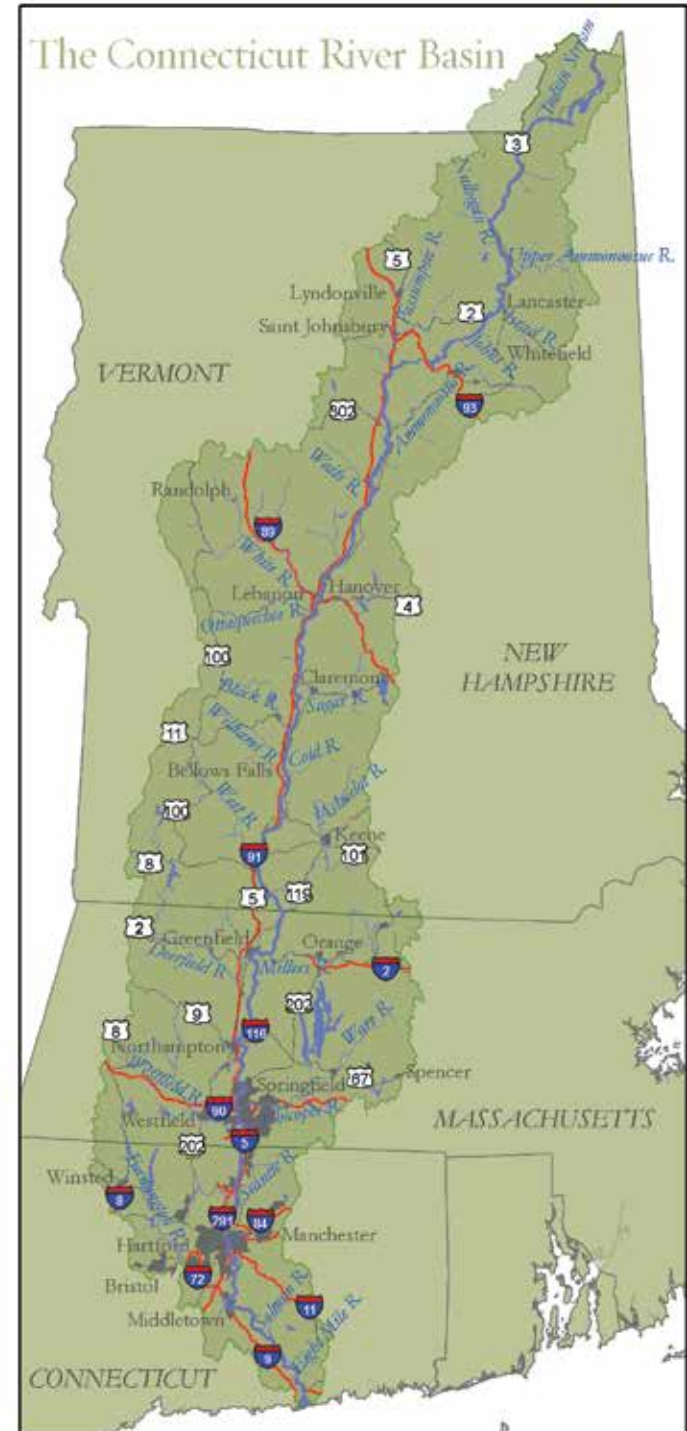 The Connecticut River Basin
Indian Stream
3
Nulhegan R.
5
Passumpsic R.
Upper Ammonoosuc R.
Lyndonville
2
Lancaster
Israel R.
Saint Johnsbury
Johns R.
Whitefield
VERMONT
Ammonoosuc R.
93
302
Waits R.
Randolph
89
White R.
Lebanon
Hanover
4
Ottauquechee R.
NEW
HAMPSHIRE
100
Claremont
Black R.
Sugar R.
11
Williams R.
Cold R.
Bellows Falls
100
West R.
Ashuelot R.
Keene
91
101
8
5
119
2
Greenfield
Orange
Deerfield R.
Millers
2
202
9
8
116
Ware R.
Northampton
Westfield R.
Springfield
67
Spencer
90
Westfield
MASSACHUSETTS
5
202
Scantic R.
Winsted
8
Farmington R.
291
84
Manchester
Hartford
72
Bristol
Salmon R.
11
Middletown
Eight Mile R.
9
CONNECTICUT